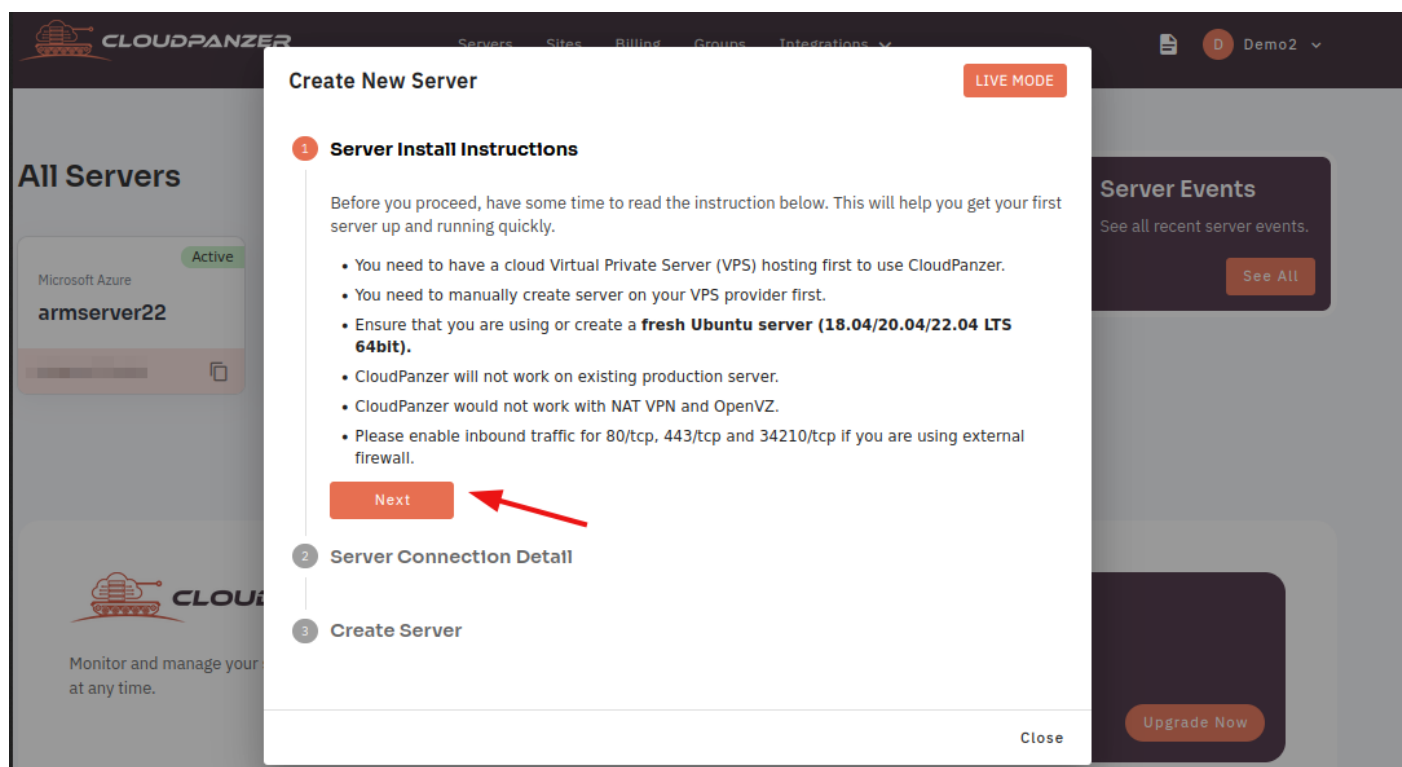 CLOUDPANZER
Servers Sites Billing Groups Integrations
D Demo2
Create New Server
LIVE MODE
1 Server Install Instructions
All Servers
Before you proceed, have some time to read the instruction below. This will help you get your first
server up and running quickly.
Active
Microsoft Azure
armserver22
• You need to have a cloud Virtual Private Server (VPS) hosting first to use CloudPanzer.
• You need to manually create server on your VPS provider first.
• Ensure that you are using or create a fresh Ubuntu server (18.04/20.04/22.04 LTS
64bit).
• CloudPanzer will not work on existing production server.
• CloudPanzer would not work with NAT VPN and OpenVZ.
• Please enable inbound traffic for 80/tcp, 443/tcp and 34210/tcp if you are using external
firewall.
Next
Server Events
See all recent server events.
See All
2 Server Connection Detail
3 Create Server
CLOUD
Monitor and manage your
at any time.
Upgrade Now
Close